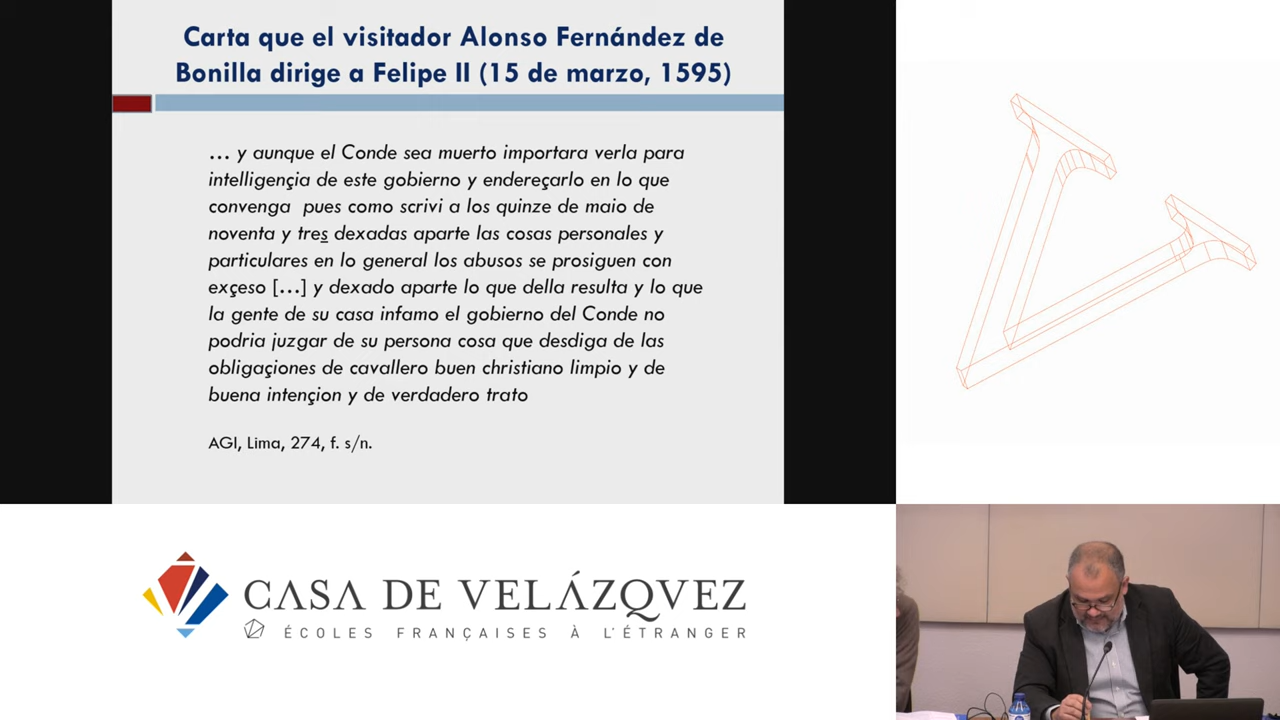 Carta que el visitador Alonso Fernández de
Bonilla dirige a Felipe II (15 de marzo, 1595)
... y aunque el Conde sea muerto importara verla para
intelligençia de este gobierno y endereçarlo en lo que
convenga pues como scrivi a los quinze de maio de
noventa y tres dexadas aparte las cosas personales y
particulares en lo general los abusos se prosiguen con
exçeso [...] y dexado aparte lo que della resulta y lo que
la gente de su casa infamo el gobierno del Conde no
podria juzgar de su persona cosa que desdiga de las
obligaçiones de cavallero buen christiano limpio y de
buena intençion y de verdadero trato
AGI, Lima, 274, f. s/n.
CASA DE VELÁZQVEZ
ÉCOLES FRANÇAISES À L'ÉTRANGER